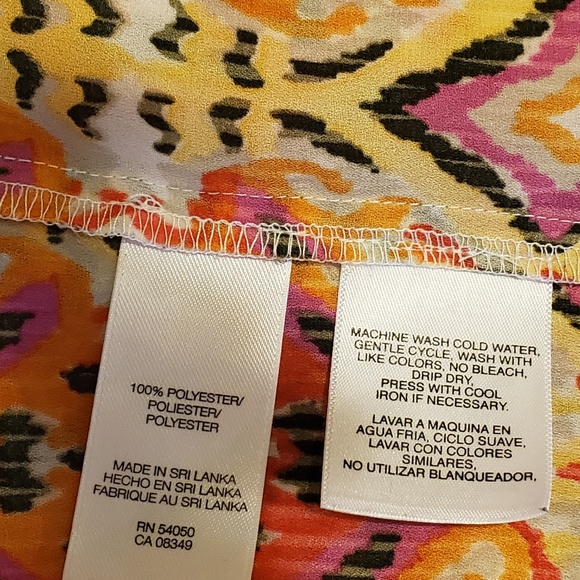 100% POLYESTER/
POLIESTER/
POLYESTER
MADE IN SRI LANKA
HECHO EN SRI LANKA
FABRIQUE AU SRI LANKA
RN 54050
CA 08349
MACHINE WASH COLD WATER,
GENTLE CYCLE, WASH WITH
LIKE COLORS, NO BLEACH,
DRIP DRY,
PRESS WITH COOL
IRON IF NECESSARY.
LAVAR A MAQUINA EN
AGUA FRIA, CICLO SUAVE,
LAVAR CON COLORES
SIMILARES,
NO UTILIZAR BLANQUEADOR,